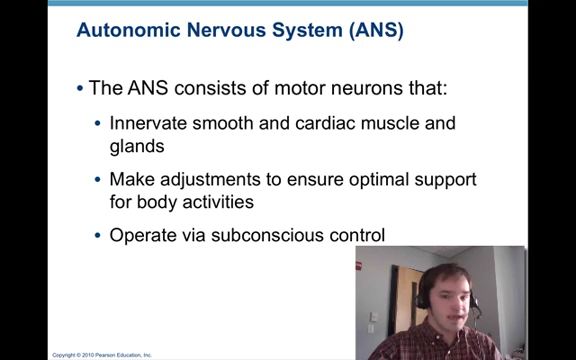 Autonomic Nervous System (ANS)
• The ANS consists of motor neurons that:
• Innervate smooth and cardiac muscle and
glands
• Make adjustments to ensure optimal support
for body activities
• Operate via subconscious control
Copyright © 2010 Pearson Education, Inc.